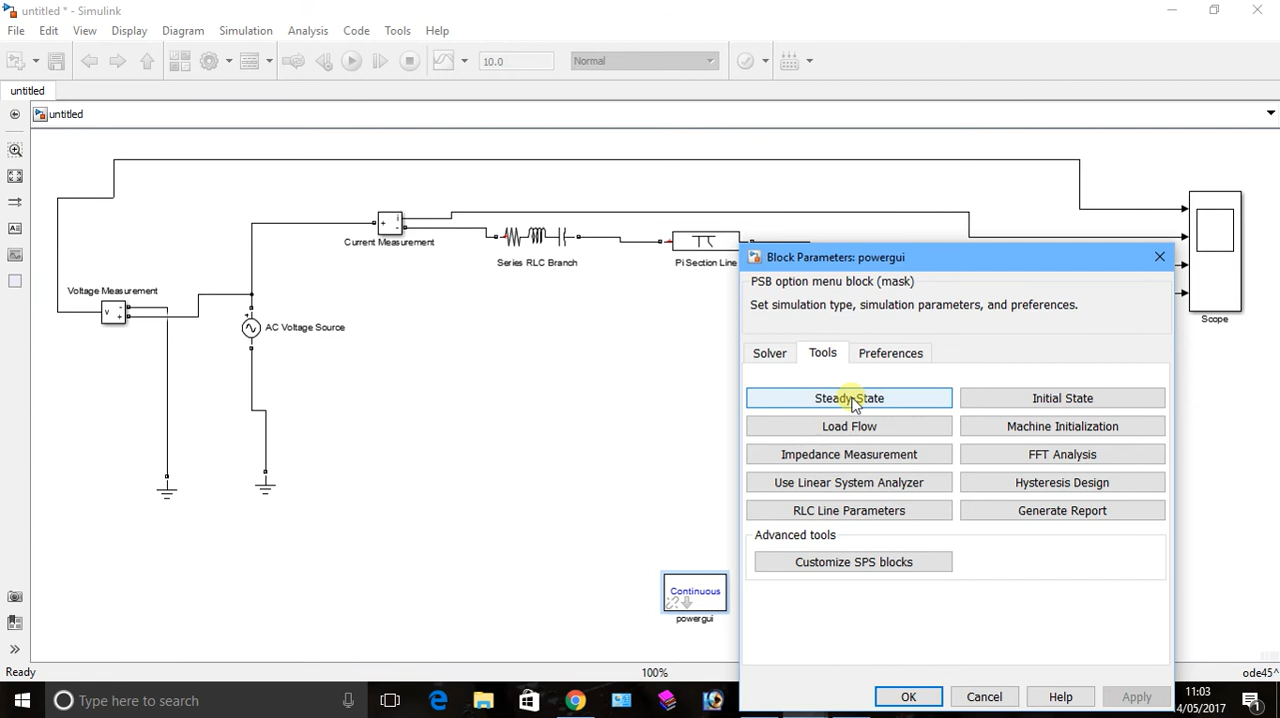 untitled * - Simulink
File Edit View Display Diagram Simulation Analysis Code Tools Help
10.0
Normal
untitled
untitled
Voltage Measurement
v
-
+
AC Voltage Source
+
Current Measurement
+
i
-
Series RLC Branch
Pi Section Line
Scope
Continuous
powergui
Block Parameters: powergui
PSB option menu block (mask)
Set simulation type, simulation parameters, and preferences.
Solver Tools Preferences
Steady State Initial State
Load Flow Machine Initialization
Impedance Measurement FFT Analysis
Use Linear System Analyzer Hysteresis Design
RLC Line Parameters Generate Report
Advanced tools
Customize SPS blocks
OK Cancel Help Apply
Ready 100% ode45
Type here to search
11:03
4/05/2017